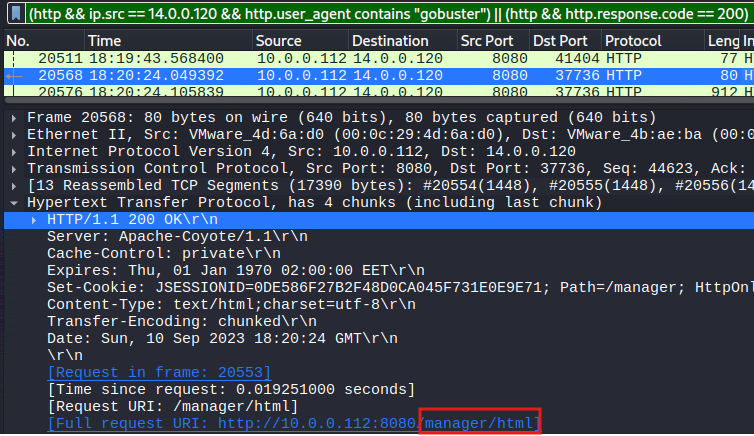 (http && ip.src == 14.0.0.120 && http.user_agent contains "gobuster") || (http && http.response.code == 200)
No. Time Source Destination Src Port Dst Port Protocol Leng In
20511 18:19:43.568400 10.0.0.112 14.0.0.120 8080 41404 HTTP 77 H
20568 18:20:24.049392 10.0.0.112 14.0.0.120 8080 37736 HTTP 80 H
20576 18:20:24.105839 10.0.0.112 14.0.0.120 8080 37736 HTTP 912 H
Frame 20568: 80 bytes on wire (640 bits), 80 bytes captured (640 bits)
Ethernet II, Src: VMware_4d:6a:d0 (00:0c:29:4d:6a:d0), Dst: VMware_4b:ae:ba (00:0
Internet Protocol Version 4, Src: 10.0.0.112, Dst: 14.0.0.120
Transmission Control Protocol, Src Port: 8080, Dst Port: 37736, Seq: 44623, Ack:
[13 Reassembled TCP Segments (17390 bytes): #20554(1448), #20555(1448), #20556(14
Hypertext Transfer Protocol, has 4 chunks (including last chunk)
HTTP/1.1 200 OK\r\n
Server: Apache-Coyote/1.1\r\n
Cache-Control: private\r\n
Expires: Thu, 01 Jan 1970 02:00:00 EET\r\n
Set-Cookie: JSESSIONID=0DE586F27B2F48D0CA045F731E0E9E71; Path=/manager; HttpOnl
Content-Type: text/html;charset=utf-8\r\n
Transfer-Encoding: chunked\r\n
Date: Sun, 10 Sep 2023 18:20:24 GMT\r\n
\r\n
[Request in frame: 20553]
[Time since request: 0.019251000 seconds]
[Request URI: /manager/html]
[Full request URI: http://10.0.0.112:8080/manager/html]